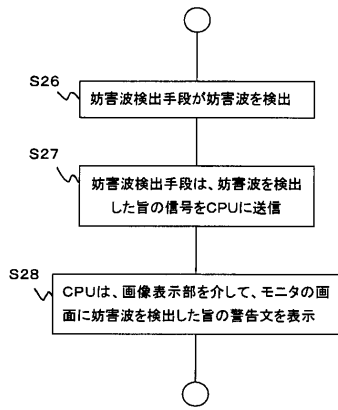 S26
妨害波検出手段が妨害波を検出
S27
妨害波検出手段は、妨害波を検出
した旨の信号をCPUに送信
S28
CPUは、画像表示部を介して、モニタの画
面に妨害波を検出した旨の警告文を表示